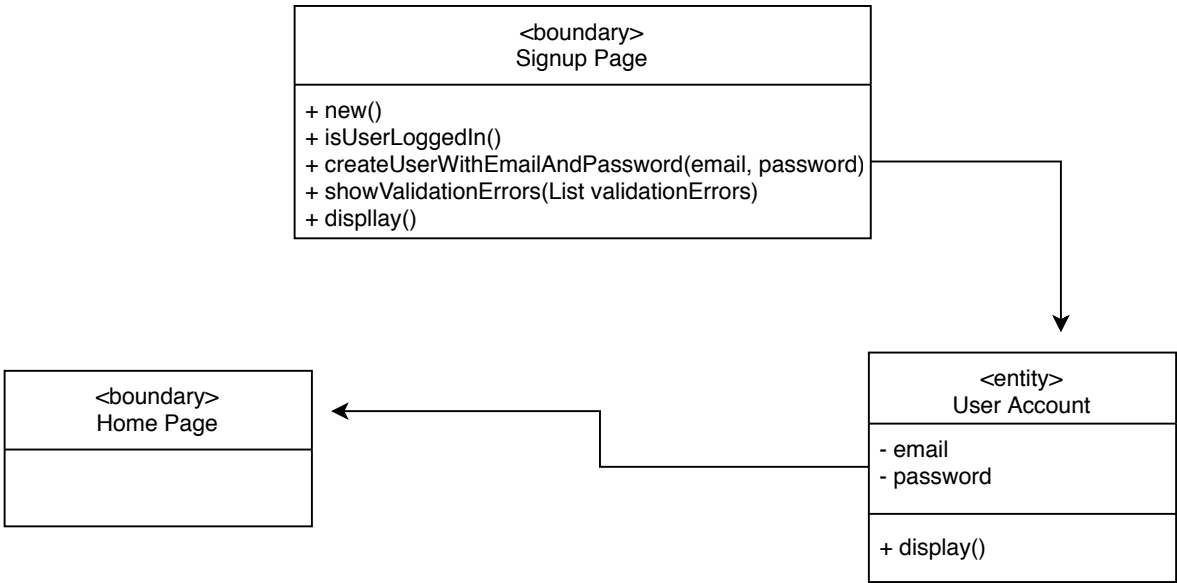 <boundary>
Signup Page
+ new()
+ isUserLoggedIn()
+ createUserWithEmailAndPassword(email, password)
+ showValidationErrors(List validationErrors)
+ displlay()
<boundary>
Home Page
<entity>
User Account
- email
- password
+ display()